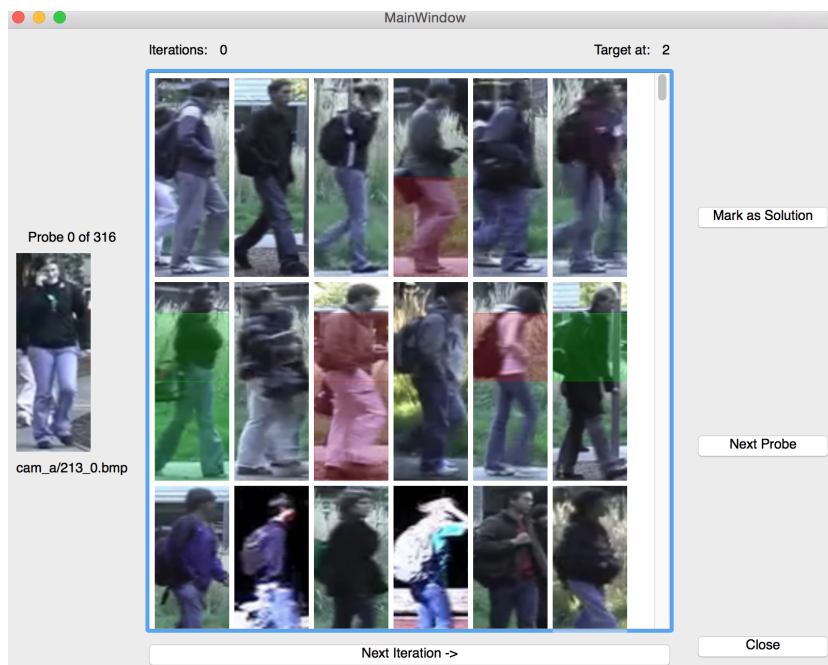 MainWindow
Iterations: 0
Target at: 2
Mark as Solution
Probe 0 of 316
cam_a/213_0.bmp
Next Probe
Next Iteration ->
Close